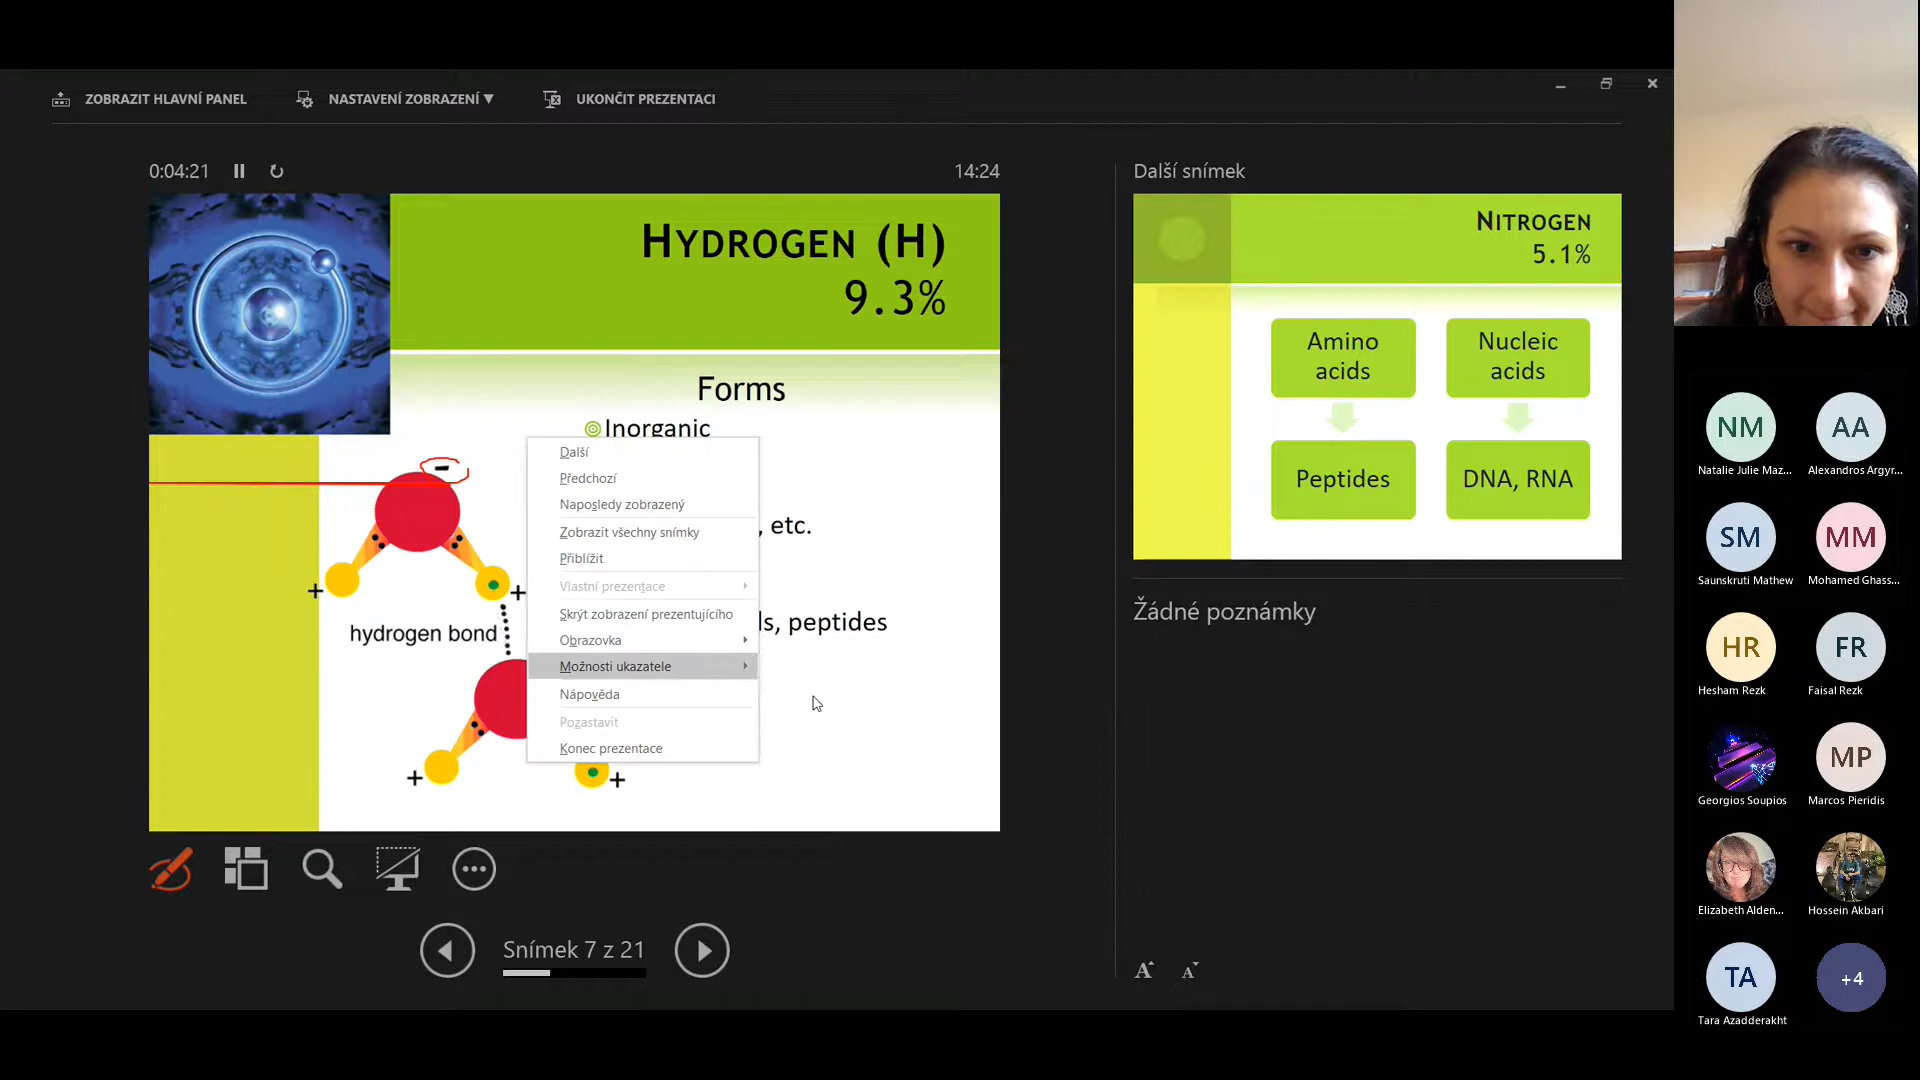 ZOBRAZIT HLAVNÍ PANEL
NASTAVENÍ ZOBRAZENÍ ▼
UKONČIT PREZENTACI
0:04:21
14:24
HYDROGEN (H)
9.3%
Forms
Inorganic
, etc.
ls, peptides
-
+
+
hydrogen bond
+
+
Další
Předchozí
Naposledy zobrazený
Zobrazit všechny snímky
Přiblížit
Vlastní prezentace
Skrýt zobrazení prezentujícího
Obrazovka
Možnosti ukazatele
Nápověda
Pozastavit
Konec prezentace
Snímek 7 z 21
Další snímek
NITROGEN
5.1%
Amino
acids
Nucleic
acids
Peptides
DNA, RNA
Žádné poznámky
A
A
NM
Natalie Julie Maz...
AA
Alexandros Argyr...
SM
Saunskruti Mathew
MM
Mohamed Ghass...
HR
Hesham Rezk
FR
Faisal Rezk
Georgios Soupios
MP
Marcos Pieridis
Elizabeth Alden...
Hossein Akbari
TA
Tara Azadderakht
+4